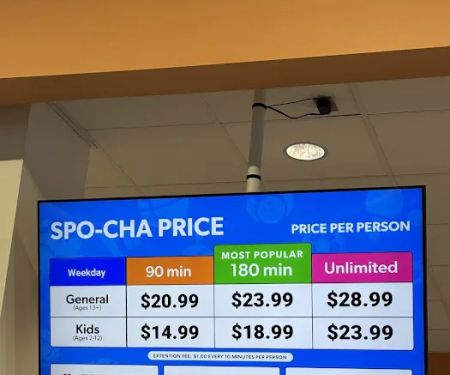 SPO-CHA PRICE
PRICE PER PERSON
MOST POPULAR
Weekday 90 min 180 min Unlimited
General $20.99 $23.99 $28.99
(Ages 13+)
Kids $14.99 $18.99 $23.99
(Ages 2-12)
EXTENTION FEE: $1.00 EVERY 10 MINUTES PER PERSON